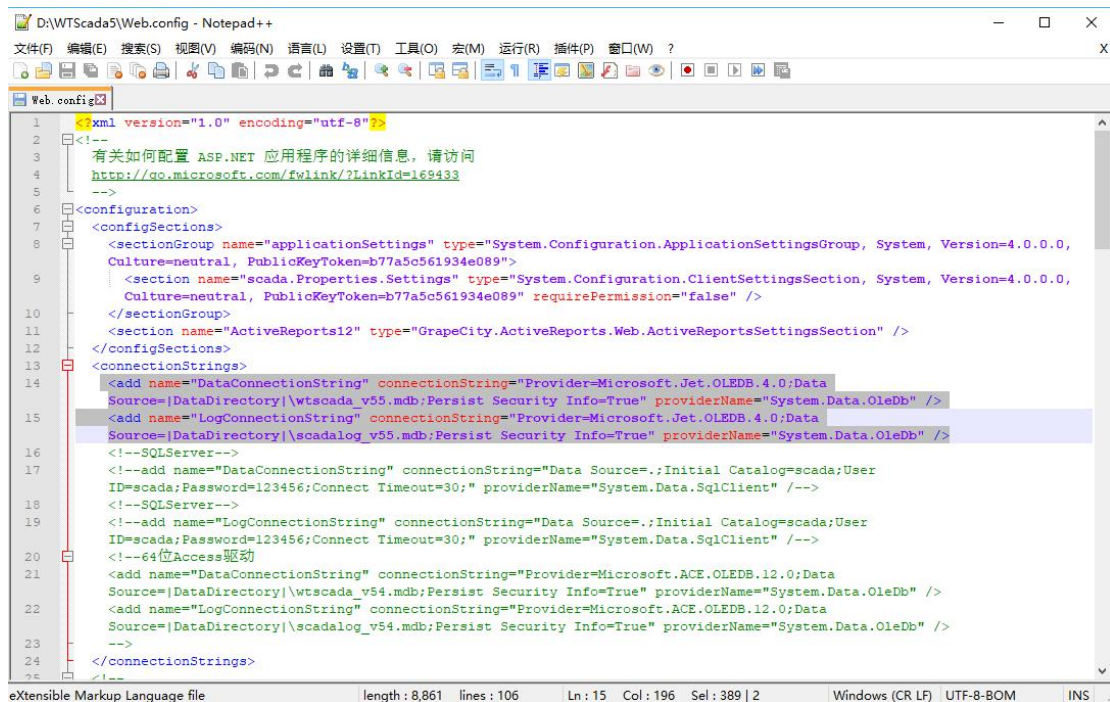 D:\WTScada5\Web.config - Notepad++
文件(F) 编辑(E) 搜索(S) 视图(V) 编码(N) 语言(L) 设置(T) 工具(O) 宏(M) 运行(R) 插件(P) 窗口(W) ? X
Web.config
1 <?xml version="1.0" encoding="utf-8"?>
2 <!--
3 有关如何配置 ASP.NET 应用程序的详细信息，请访问
4 http://go.microsoft.com/fwlink/?LinkId=169433
5 -->
6 <configuration>
7 <configSections>
8 <sectionGroup name="applicationSettings" type="System.Configuration.ApplicationSettingsGroup, System, Version=4.0.0.0,
Culture=neutral, PublicKeyToken=b77a5c561934e089">
9 <section name="scada.Properties.Settings" type="System.Configuration.ClientSettingsSection, System, Version=4.0.0.0,
Culture=neutral, PublicKeyToken=b77a5c561934e089" requirePermission="false" />
10 </sectionGroup>
11 <section name="ActiveReports12" type="GrapeCity.ActiveReports.Web.ActiveReportsSettingsSection" />
12 </configSections>
13 <connectionStrings>
14 <add name="DataConnectionString" connectionString="Provider=Microsoft.Jet.OLEDB.4.0;Data
Source=|DataDirectory|\wtscada_v55.mdb;Persist Security Info=True" providerName="System.Data.OleDb" />
15 <add name="LogConnectionString" connectionString="Provider=Microsoft.Jet.OLEDB.4.0;Data
Source=|DataDirectory|\scadalog_v55.mdb;Persist Security Info=True" providerName="System.Data.OleDb" />
16 <!--SQLServer-->
17 <!--add name="DataConnectionString" connectionString="Data Source=.;Initial Catalog=scada;User
ID=scada;Password=123456;Connect Timeout=30;" providerName="System.Data.SqlClient" /-->
18 <!--SQLServer-->
19 <!--add name="LogConnectionString" connectionString="Data Source=.;Initial Catalog=scada;User
ID=scada;Password=123456;Connect Timeout=30;" providerName="System.Data.SqlClient" /-->
20 <!--64位Access驱动
21 <add name="DataConnectionString" connectionString="Provider=Microsoft.ACE.OLEDB.12.0;Data
Source=|DataDirectory|\wtscada_v54.mdb;Persist Security Info=True" providerName="System.Data.OleDb" />
22 <add name="LogConnectionString" connectionString="Provider=Microsoft.ACE.OLEDB.12.0;Data
Source=|DataDirectory|\scadalog_v54.mdb;Persist Security Info=True" providerName="System.Data.OleDb" />
23 -->
24 </connectionStrings>
25 <!--
eXtensible Markup Language file length : 8,861 lines : 106 Ln : 15 Col : 196 Sel : 389 | 2 Windows (CR LF) UTF-8-BOM INS